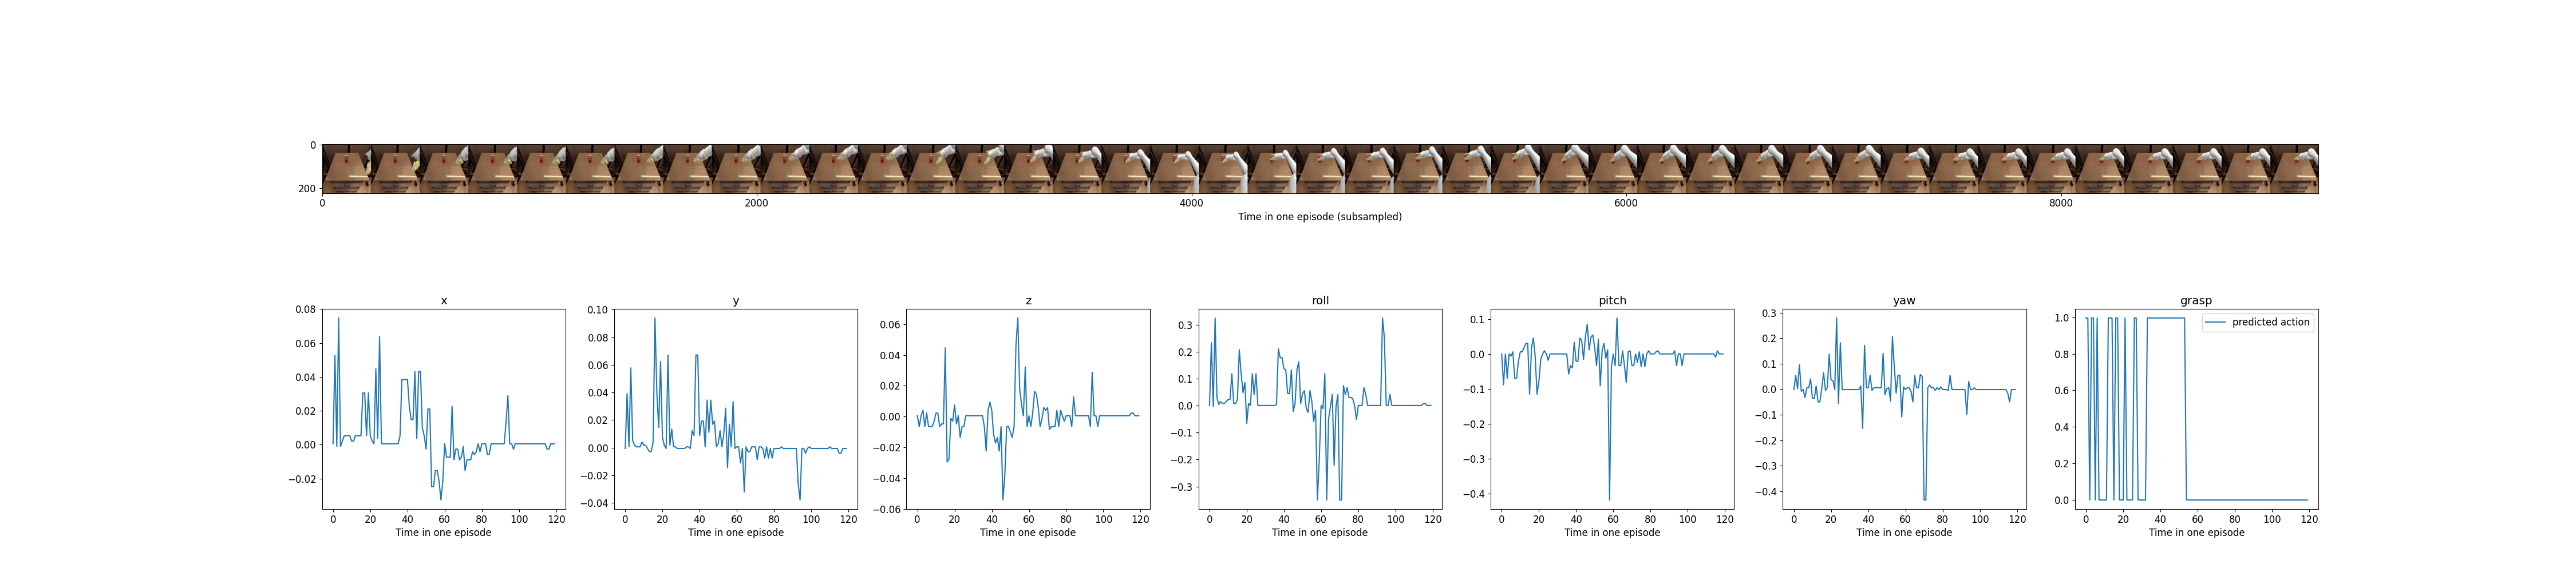 0
200
0 2000 4000 6000 8000
Time in one episode (subsampled)
x
0.08
0.06
0.04
0.02
0.00
−0.02
0 20 40 60 80 100 120
Time in one episode
y
0.10
0.08
0.06
0.04
0.02
0.00
−0.02
−0.04
0 20 40 60 80 100 120
Time in one episode
z
0.06
0.04
0.02
0.00
−0.02
−0.04
−0.06
0 20 40 60 80 100 120
Time in one episode
roll
0.3
0.2
0.1
0.0
−0.1
−0.2
−0.3
0 20 40 60 80 100 120
Time in one episode
pitch
0.1
0.0
−0.1
−0.2
−0.3
−0.4
0 20 40 60 80 100 120
Time in one episode
yaw
0.3
0.2
0.1
0.0
−0.1
−0.2
−0.3
−0.4
0 20 40 60 80 100 120
Time in one episode
grasp
predicted action
1.0
0.8
0.6
0.4
0.2
0.0
0 20 40 60 80 100 120
Time in one episode